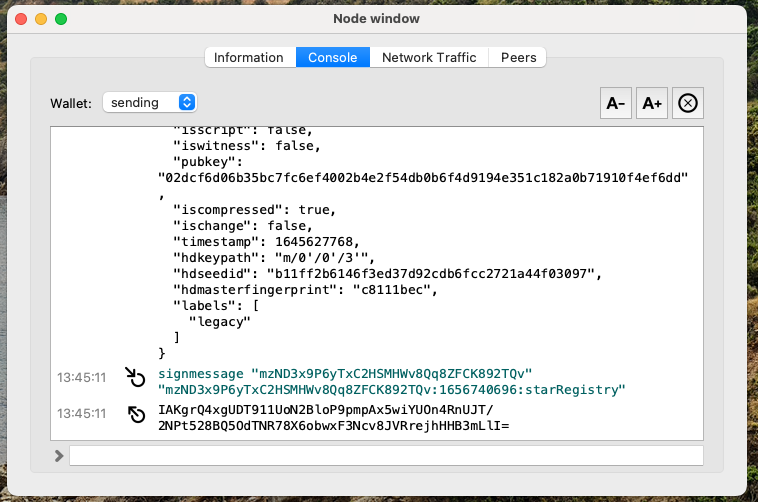 Node window
Information Console Network Traffic Peers
Wallet: sending A- A+
"isscript": false,
"iswitness": false,
"pubkey":
"02dcf6d06b35bc7fc6ef4002b4e2f54db0b6f4d9194e351c182a0b71910f4ef6dd"
,
"iscompressed": true,
"ischange": false,
"timestamp": 1645627768,
"hdkeypath": "m/0'/0'/3'",
"hdseedid": "b11ff2b6146f3ed37d92cdb6fcc2721a44f03097",
"hdmasterfingerprint": "c8111bec",
"labels": [
"legacy"
]
}
13:45:11 signmessage "mzND3x9P6yTxC2HSMHWv8Qq8ZFCK892TQv"
"mzND3x9P6yTxC2HSMHWv8Qq8ZFCK892TQv:1656740696:starRegistry"
13:45:11 IAKgrQ4xgUDT911UoN2BloP9pmpAx5wiYUOn4RnUJT/
2NPt528BQ5OdTNR78X6obwxF3Ncv8JVRrejhHHB3mLlI=